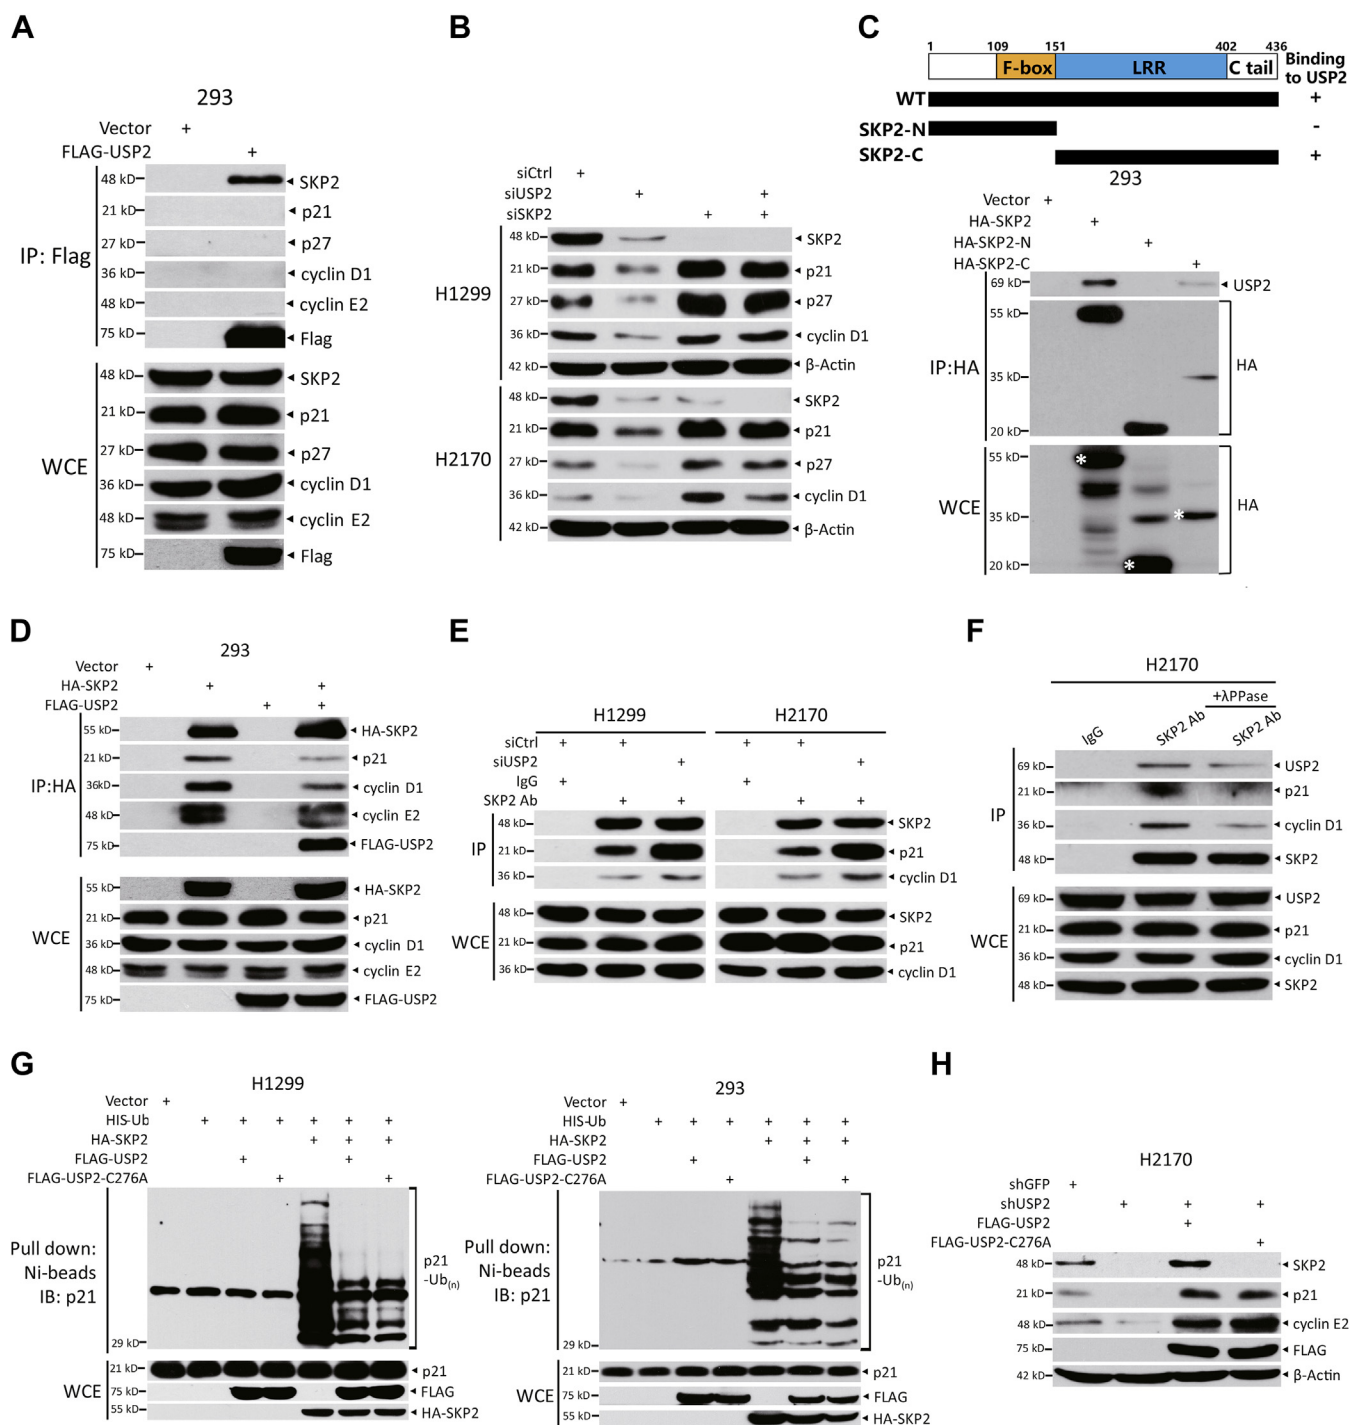 A
293
Vector +
FLAG-USP2 +
IP: Flag
48 kD SKP2
21 kD p21
27 kD p27
36 kD cyclin D1
48 kD cyclin E2
75 kD Flag
WCE
48 kD SKP2
21 kD p21
27 kD p27
36 kD cyclin D1
48 kD cyclin E2
75 kD Flag
B
siCtrl +
siUSP2 + +
siSKP2 + +
H1299
48 kD SKP2
21 kD p21
27 kD p27
36 kD cyclin D1
42 kD β-Actin
H2170
48 kD SKP2
21 kD p21
27 kD p27
36 kD cyclin D1
42 kD β-Actin
C
1 109 151 402 436
F-box LRR C tail
Binding
to USP2
WT +
SKP2-N -
SKP2-C +
293
Vector +
HA-SKP2 +
HA-SKP2-N +
HA-SKP2-C +
IP:HA
69 kD USP2
55 kD
35 kD HA
20 kD
WCE
55 kD *
35 kD * HA
20 kD *
D
293
Vector +
HA-SKP2 + +
FLAG-USP2 + +
IP:HA
55 kD HA-SKP2
21 kD p21
36kD cyclin D1
48 kD cyclin E2
75 kD FLAG-USP2
WCE
55 kD HA-SKP2
21 kD p21
36 kD cyclin D1
48 kD cyclin E2
75 kD FLAG-USP2
E
H1299 H2170
siCtrl + + + +
siUSP2 + +
IgG + +
SKP2 Ab + + + +
IP
48 kD SKP2
21 kD p21
36 kD cyclin D1
WCE
48 kD SKP2
21 kD p21
36 kD cyclin D1
F
H2170
+λPPase
IgG SKP2 Ab SKP2 Ab
IP
69 kD USP2
21 kD p21
36 kD cyclin D1
48 kD SKP2
WCE
69 kD USP2
21 kD p21
36 kD cyclin D1
48 kD SKP2
G
H1299
Vector +
HIS-Ub + + + + + +
HA-SKP2 + + +
FLAG-USP2 + +
FLAG-USP2-C276A + +
Pull down:
Ni-beads
IB: p21
p21
-Ub(n)
29 kD
WCE
21 kD p21
75 kD FLAG
55 kD HA-SKP2
293
Vector +
HIS-Ub + + + + + +
HA-SKP2 + + +
FLAG-USP2 + +
FLAG-USP2-C276A + +
Pull down:
Ni-beads
IB: p21
p21
-Ub(n)
29 kD
WCE
21 kD p21
75 kD FLAG
55 kD HA-SKP2
H
H2170
shGFP +
shUSP2 + + +
FLAG-USP2 +
FLAG-USP2-C276A +
48 kD SKP2
21 kD p21
48 kD cyclin E2
75 kD FLAG
42 kD β-Actin